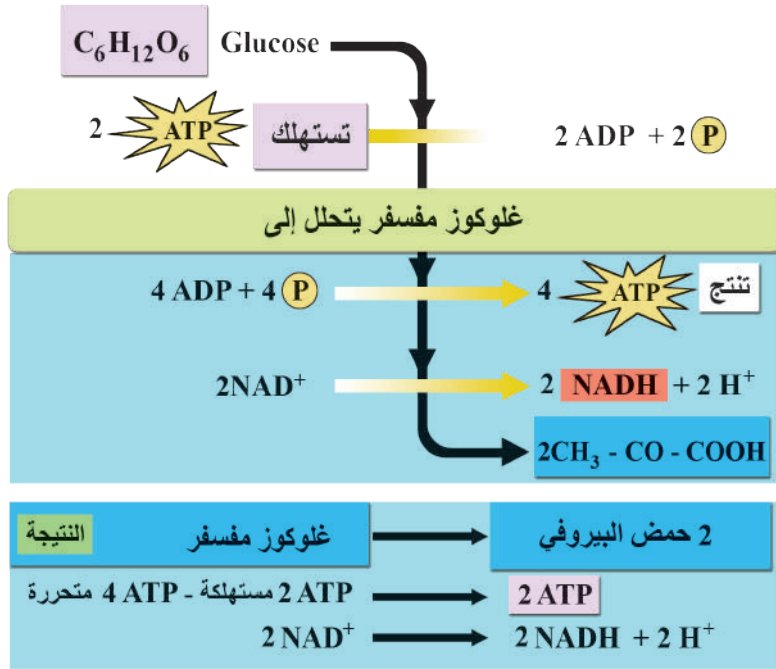 C₆H₁₂O₆ Glucose
2 ATP تستهلك 2 ADP + 2 P
غلوكوز مفسفر يتحلل إلى
4 ADP + 4 P 4 ATP تنتج
2NAD⁺ 2 NADH + 2 H⁺
2CH₃ - CO - COOH
النتيجة غلوكوز مفسفر 2 حمض البيروفي
4 ATP متحررة - 2 ATP مستهلكة 2 ATP
2 NAD⁺ 2 NADH + 2 H⁺